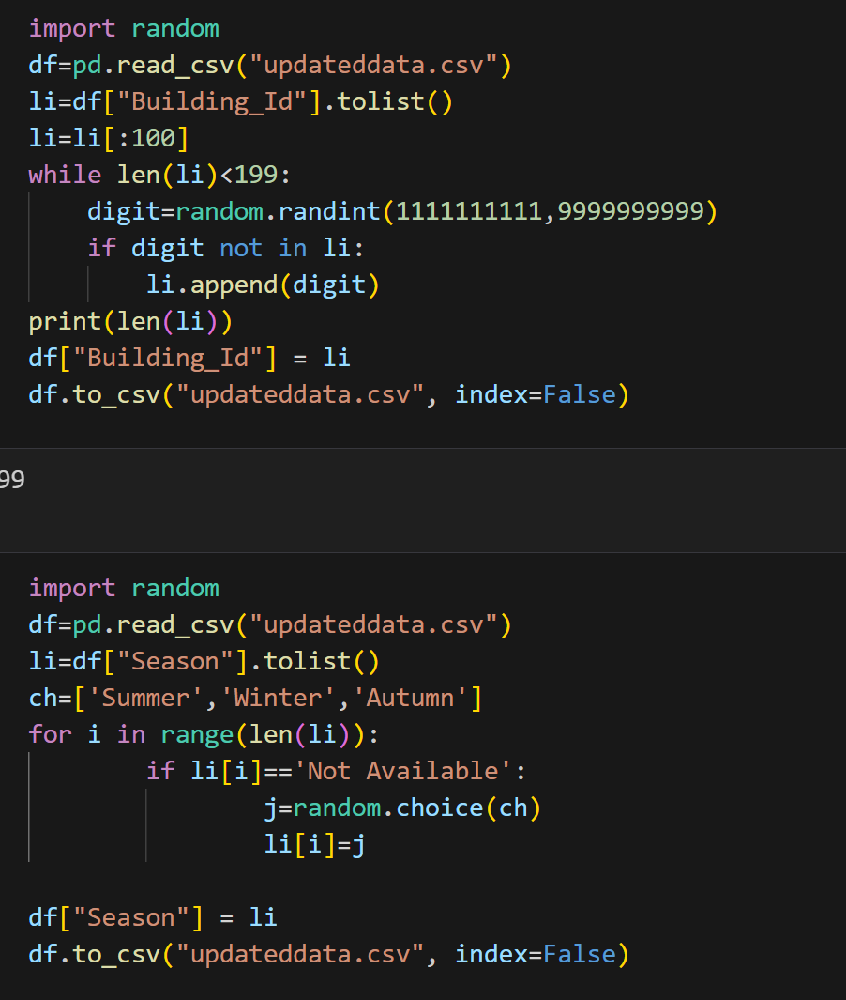 import random
df=pd.read_csv("updateddata.csv")
li=df["Building_Id"].tolist()
li=li[:100]
while len(li)<199:
    digit=random.randint(1111111111,9999999999)
    if digit not in li:
        li.append(digit)
print(len(li))
df["Building_Id"] = li
df.to_csv("updateddata.csv", index=False)
99
import random
df=pd.read_csv("updateddata.csv")
li=df["Season"].tolist()
ch=['Summer','Winter','Autumn']
for i in range(len(li)):
        if li[i]=='Not Available':
                j=random.choice(ch)
                li[i]=j
df["Season"] = li
df.to_csv("updateddata.csv", index=False)